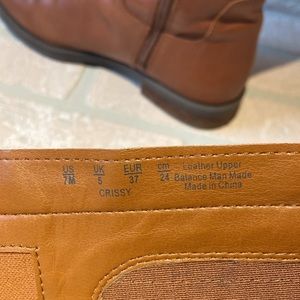 US UK EUR cm Leather Upper
7M 5 37 24 Balance Man Made
CRISSY Made in China